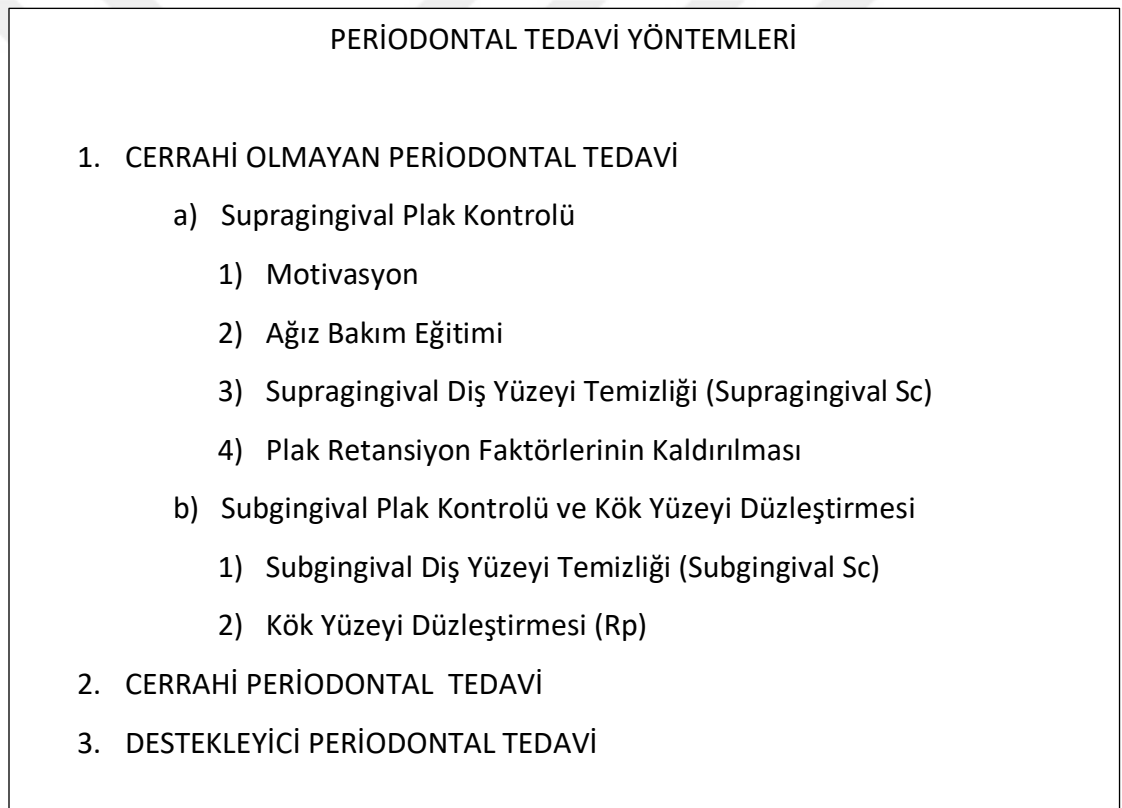 PERİODONTAL TEDAVİ YÖNTEMLERİ
1. CERRAHİ OLMAYAN PERİODONTAL TEDAVİ
a) Supragingival Plak Kontrolü
1) Motivasyon
2) Ağız Bakım Eğitimi
3) Supragingival Diş Yüzeyi Temizliği (Supragingival Sc)
4) Plak Retansiyon Faktörlerinin Kaldırılması
b) Subgingival Plak Kontrolü ve Kök Yüzeyi Düzleştirmesi
1) Subgingival Diş Yüzeyi Temizliği (Subgingival Sc)
2) Kök Yüzeyi Düzleştirmesi (Rp)
2. CERRAHİ PERİODONTAL TEDAVİ
3. DESTEKLEYİCİ PERİODONTAL TEDAVİ